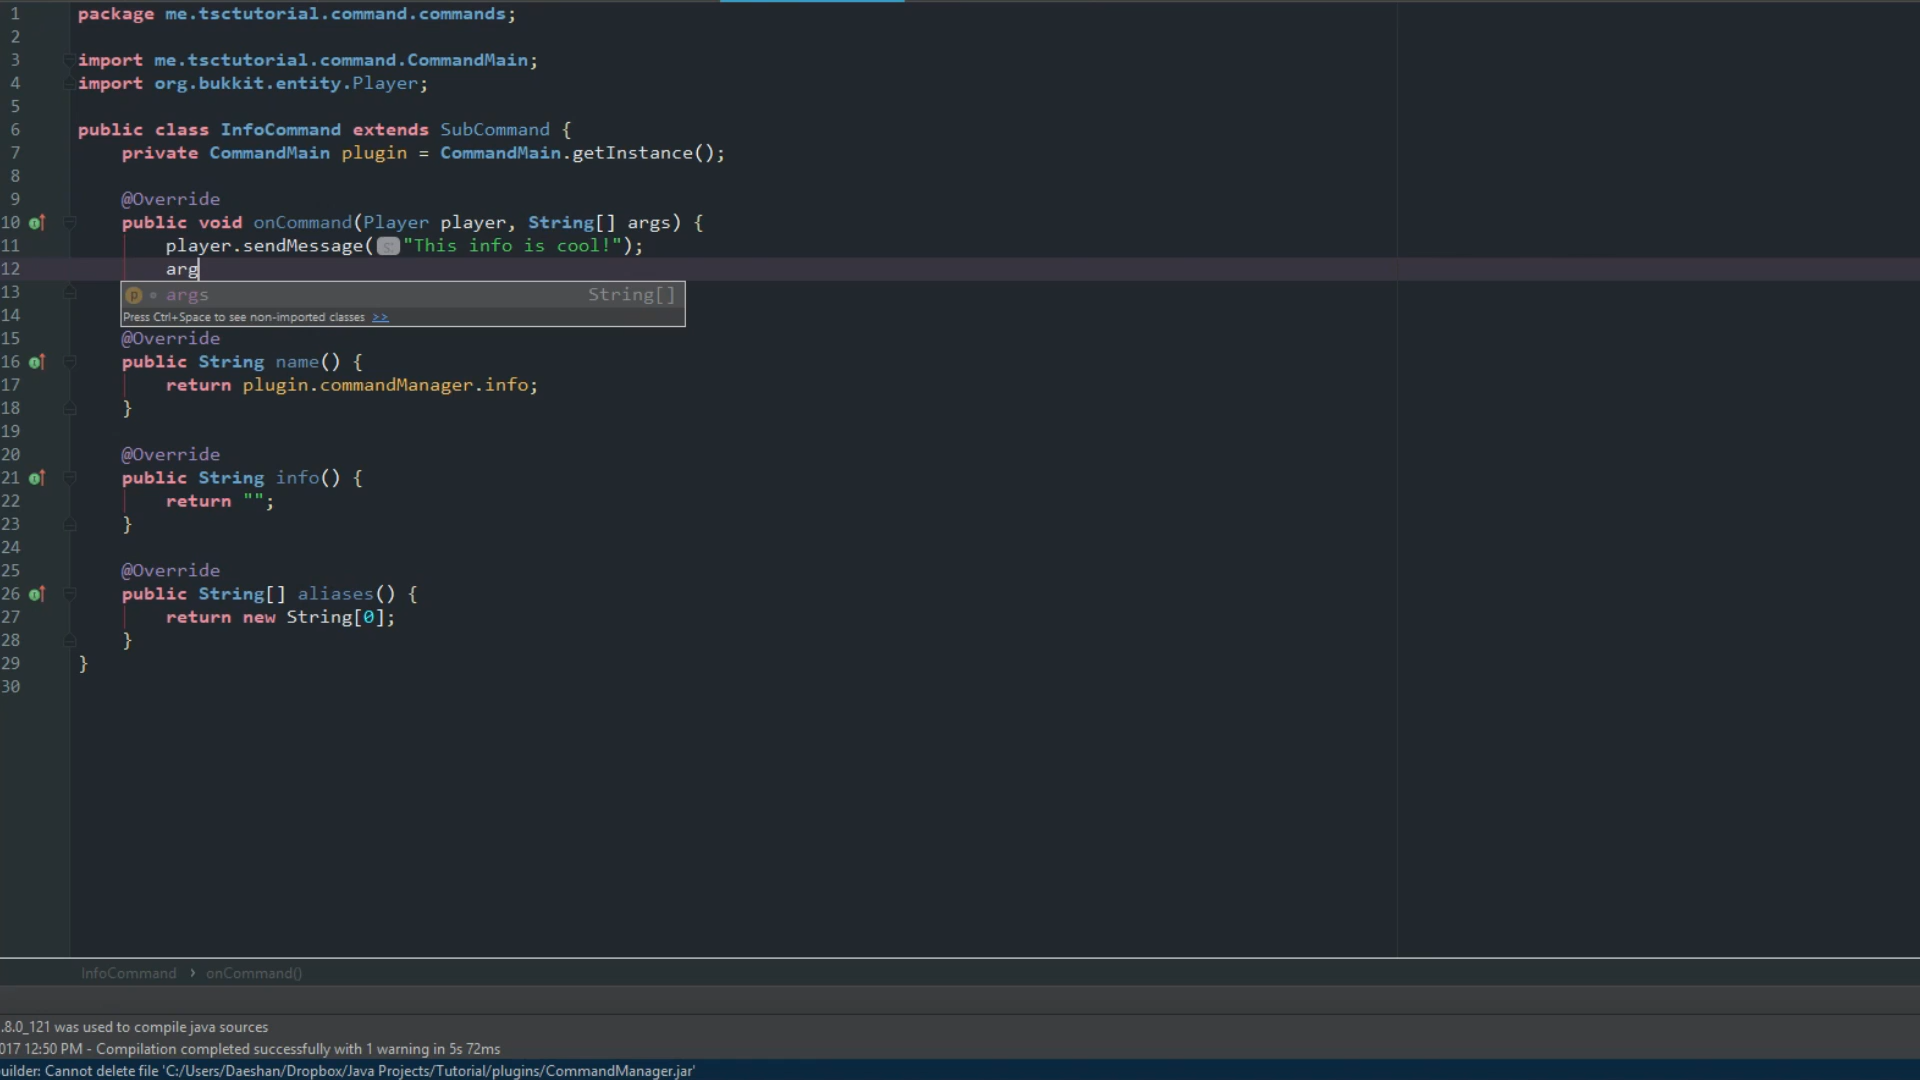 1 package me.tsctutorial.command.commands;
2
3 import me.tsctutorial.command.CommandMain;
4 import org.bukkit.entity.Player;
5
6 public class InfoCommand extends SubCommand {
7 private CommandMain plugin = CommandMain.getInstance();
8
9 @Override
10 public void onCommand(Player player, String[] args) {
11 player.sendMessage( s: "This info is cool!");
12 arg
13 p args String[]
14 Press Ctrl+Space to see non-imported classes >>
15 @Override
16 public String name() {
17 return plugin.commandManager.info;
18 }
19
20 @Override
21 public String info() {
22 return "";
23 }
24
25 @Override
26 public String[] aliases() {
27 return new String[0];
28 }
29 }
30
InfoCommand › onCommand()
.8.0_121 was used to compile java sources
017 12:50 PM - Compilation completed successfully with 1 warning in 5s 72ms
uilder: Cannot delete file 'C:/Users/Daeshan/Dropbox/Java Projects/Tutorial/plugins/CommandManager.jar'